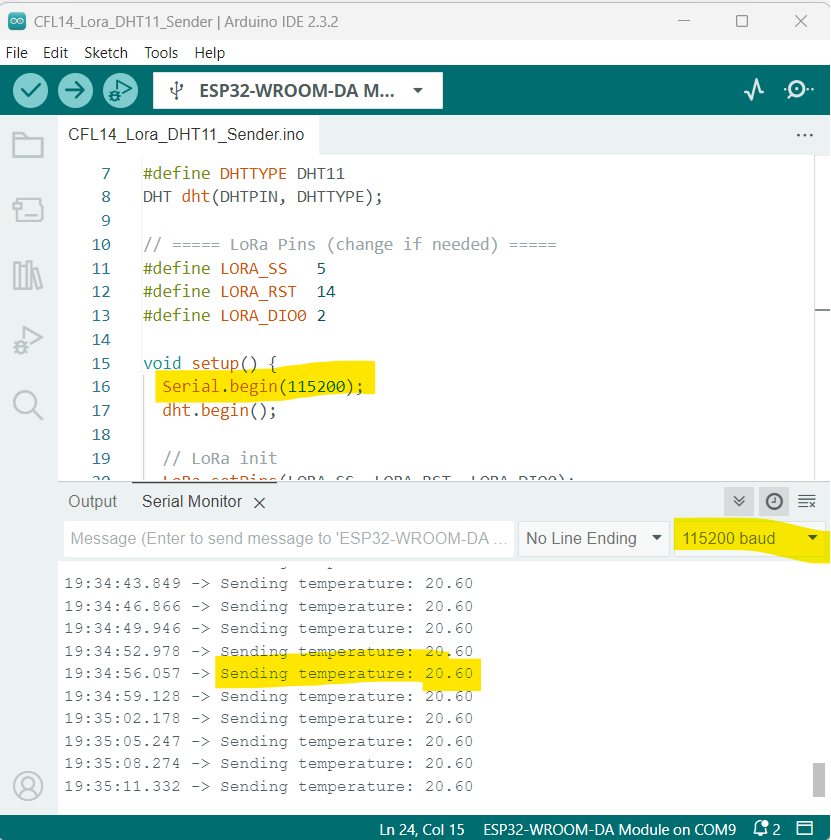 CFL14_Lora_DHT11_Sender | Arduino IDE 2.3.2
File Edit Sketch Tools Help
ESP32-WROOM-DA M...
CFL14_Lora_DHT11_Sender.ino
7 #define DHTTYPE DHT11
8 DHT dht(DHTPIN, DHTTYPE);
9
10 // ===== LoRa Pins (change if needed) =====
11 #define LORA_SS 5
12 #define LORA_RST 14
13 #define LORA_DIO0 2
14
15 void setup() {
16 Serial.begin(115200);
17 dht.begin();
18
19 // LoRa init
20 LoRa.setPins(LORA_SS, LORA_RST, LORA_DIO0);
Output Serial Monitor
Message (Enter to send message to 'ESP32-WROOM-DA ... No Line Ending 115200 baud
19:34:43.849 -> Sending temperature: 20.60
19:34:46.866 -> Sending temperature: 20.60
19:34:49.946 -> Sending temperature: 20.60
19:34:52.978 -> Sending temperature: 20.60
19:34:56.057 -> Sending temperature: 20.60
19:34:59.128 -> Sending temperature: 20.60
19:35:02.178 -> Sending temperature: 20.60
19:35:05.247 -> Sending temperature: 20.60
19:35:08.274 -> Sending temperature: 20.60
19:35:11.332 -> Sending temperature: 20.60
Ln 24, Col 15 ESP32-WROOM-DA Module on COM9 2